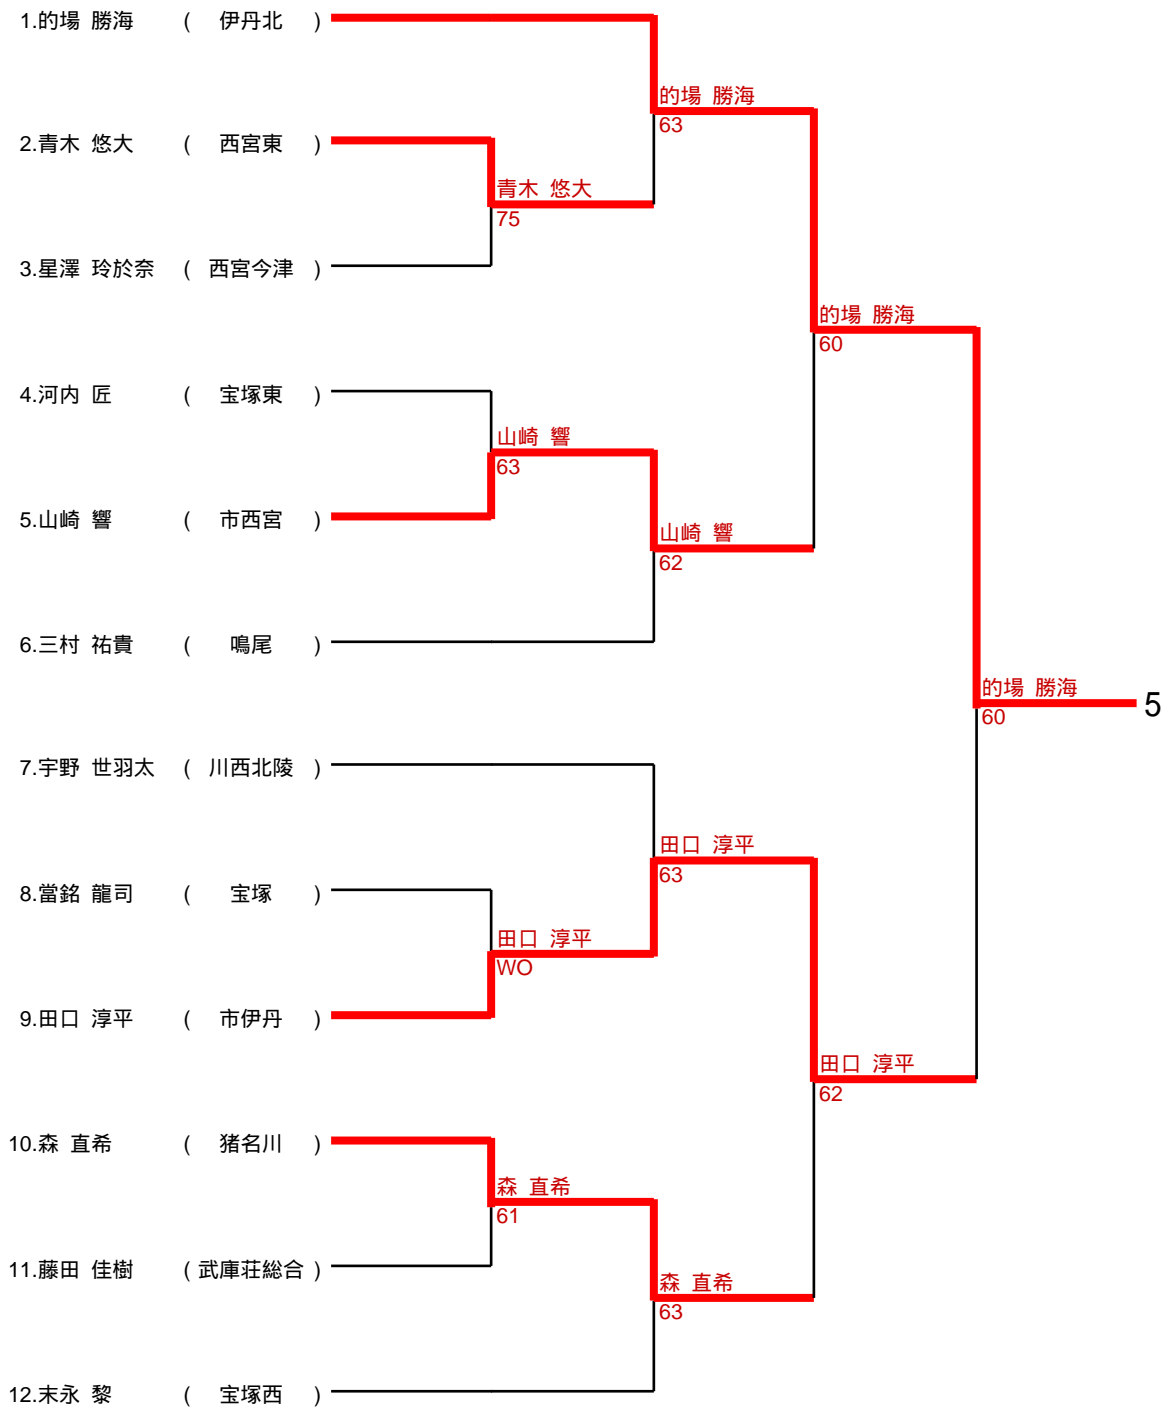 1.的場 勝海 ( 伊丹北 )
的場 勝海
63
2.青木 悠大 ( 西宮東 )
青木 悠大
75
3.星澤 玲於奈 ( 西宮今津 )
的場 勝海
60
4.河内 匠 ( 宝塚東 )
山崎 響
63
5.山崎 響 ( 市西宮 )
山崎 響
62
6.三村 祐貴 ( 鳴尾 )
的場 勝海
60
5
7.宇野 世羽太 ( 川西北陵 )
田口 淳平
63
8.當銘 龍司 ( 宝塚 )
田口 淳平
WO
9.田口 淳平 ( 市伊丹 )
田口 淳平
62
10.森 直希 ( 猪名川 )
森 直希
61
11.藤田 佳樹 ( 武庫荘総合 )
森 直希
63
12.末永 黎 ( 宝塚西 )